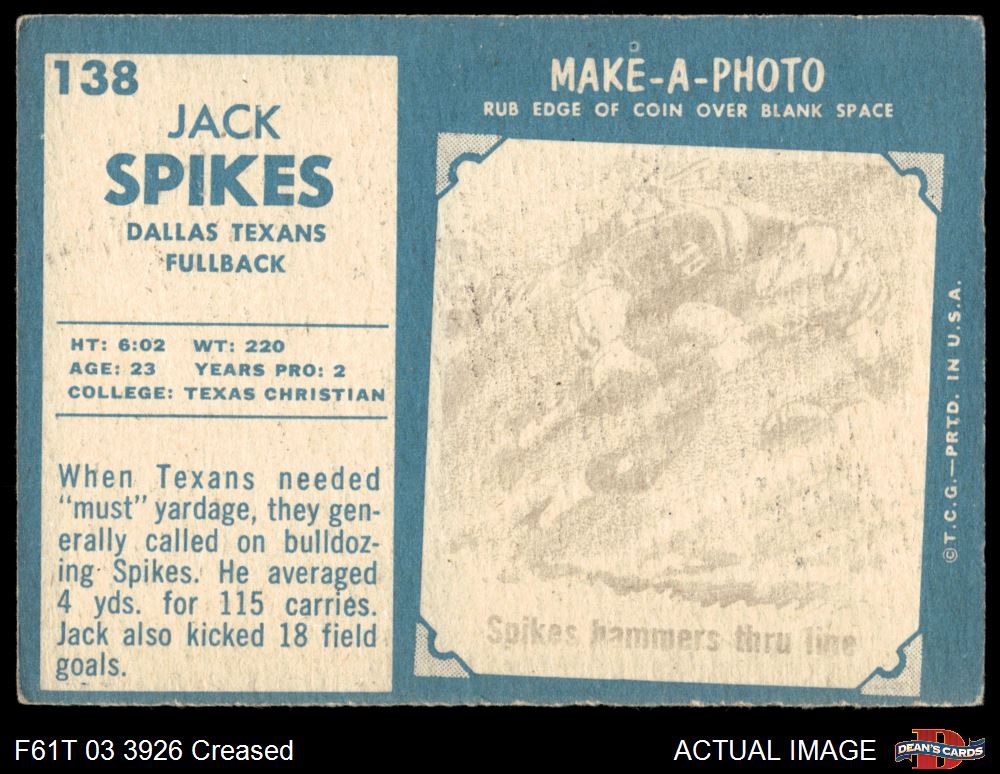 138
JACK
SPIKES
DALLAS TEXANS
FULLBACK
HT: 6:02 WT: 220
AGE: 23 YEARS PRO: 2
COLLEGE: TEXAS CHRISTIAN
When Texans needed
“must” yardage, they gen-
erally called on bulldoz-
ing Spikes. He averaged
4 yds. for 115 carries.
Jack also kicked 18 field
goals.
MAKE-A-PHOTO
RUB EDGE OF COIN OVER BLANK SPACE
Spikes hammers thru line
©T.C.G.—PRTD. IN U.S.A.
F61T 03 3926 Creased
ACTUAL IMAGE
D
DEAN'S CARDS